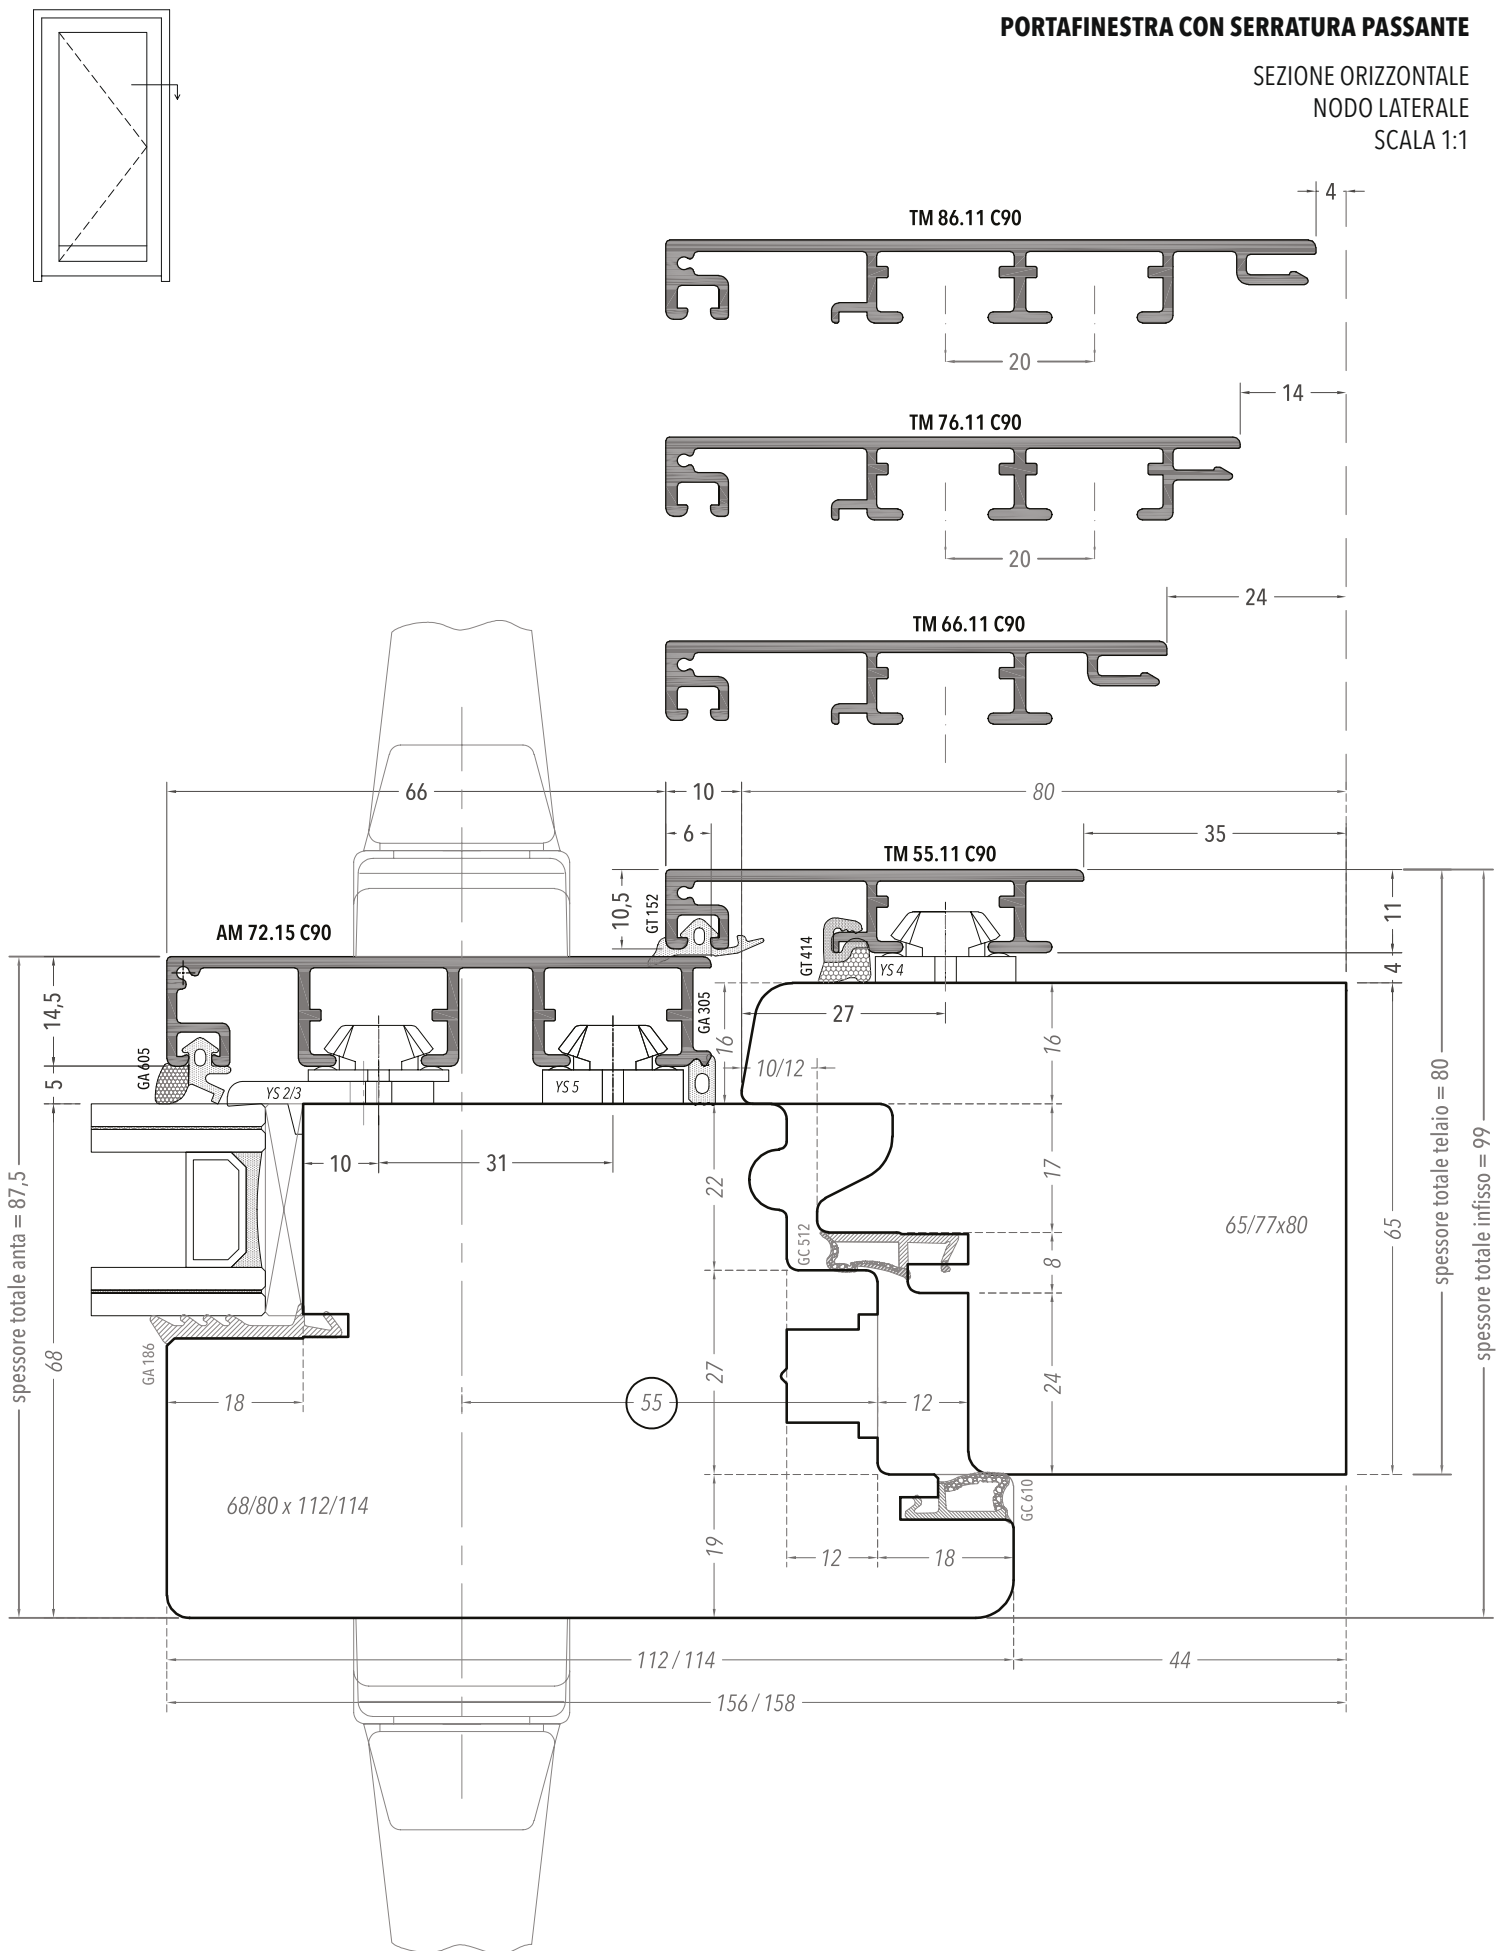 PORTAFINESTRA CON SERRATURA PASSANTE
SEZIONE ORIZZONTALE
NODO LATERALE
SCALA 1:1
4
TM 86.11 C90
20
14
TM 76.11 C90
20
24
TM 66.11 C90
66
10
80
6
35
TM 55.11 C90
10,5
GT 152
11
AM 72.15 C90
GT 414
YS 4
4
14,5
GA 305
27
16
16
10/12
GA 605
5
YS 2/3
YS 5
10
31
22
17
65/77x80
65
GC 512
8
spessore totale anta = 87,5
spessore totale telaio = 80
spessore totale infisso = 99
68
GA 186
27
24
18
55
12
68/80 x 112/114
GC 610
19
12
18
112 / 114
44
156 / 158